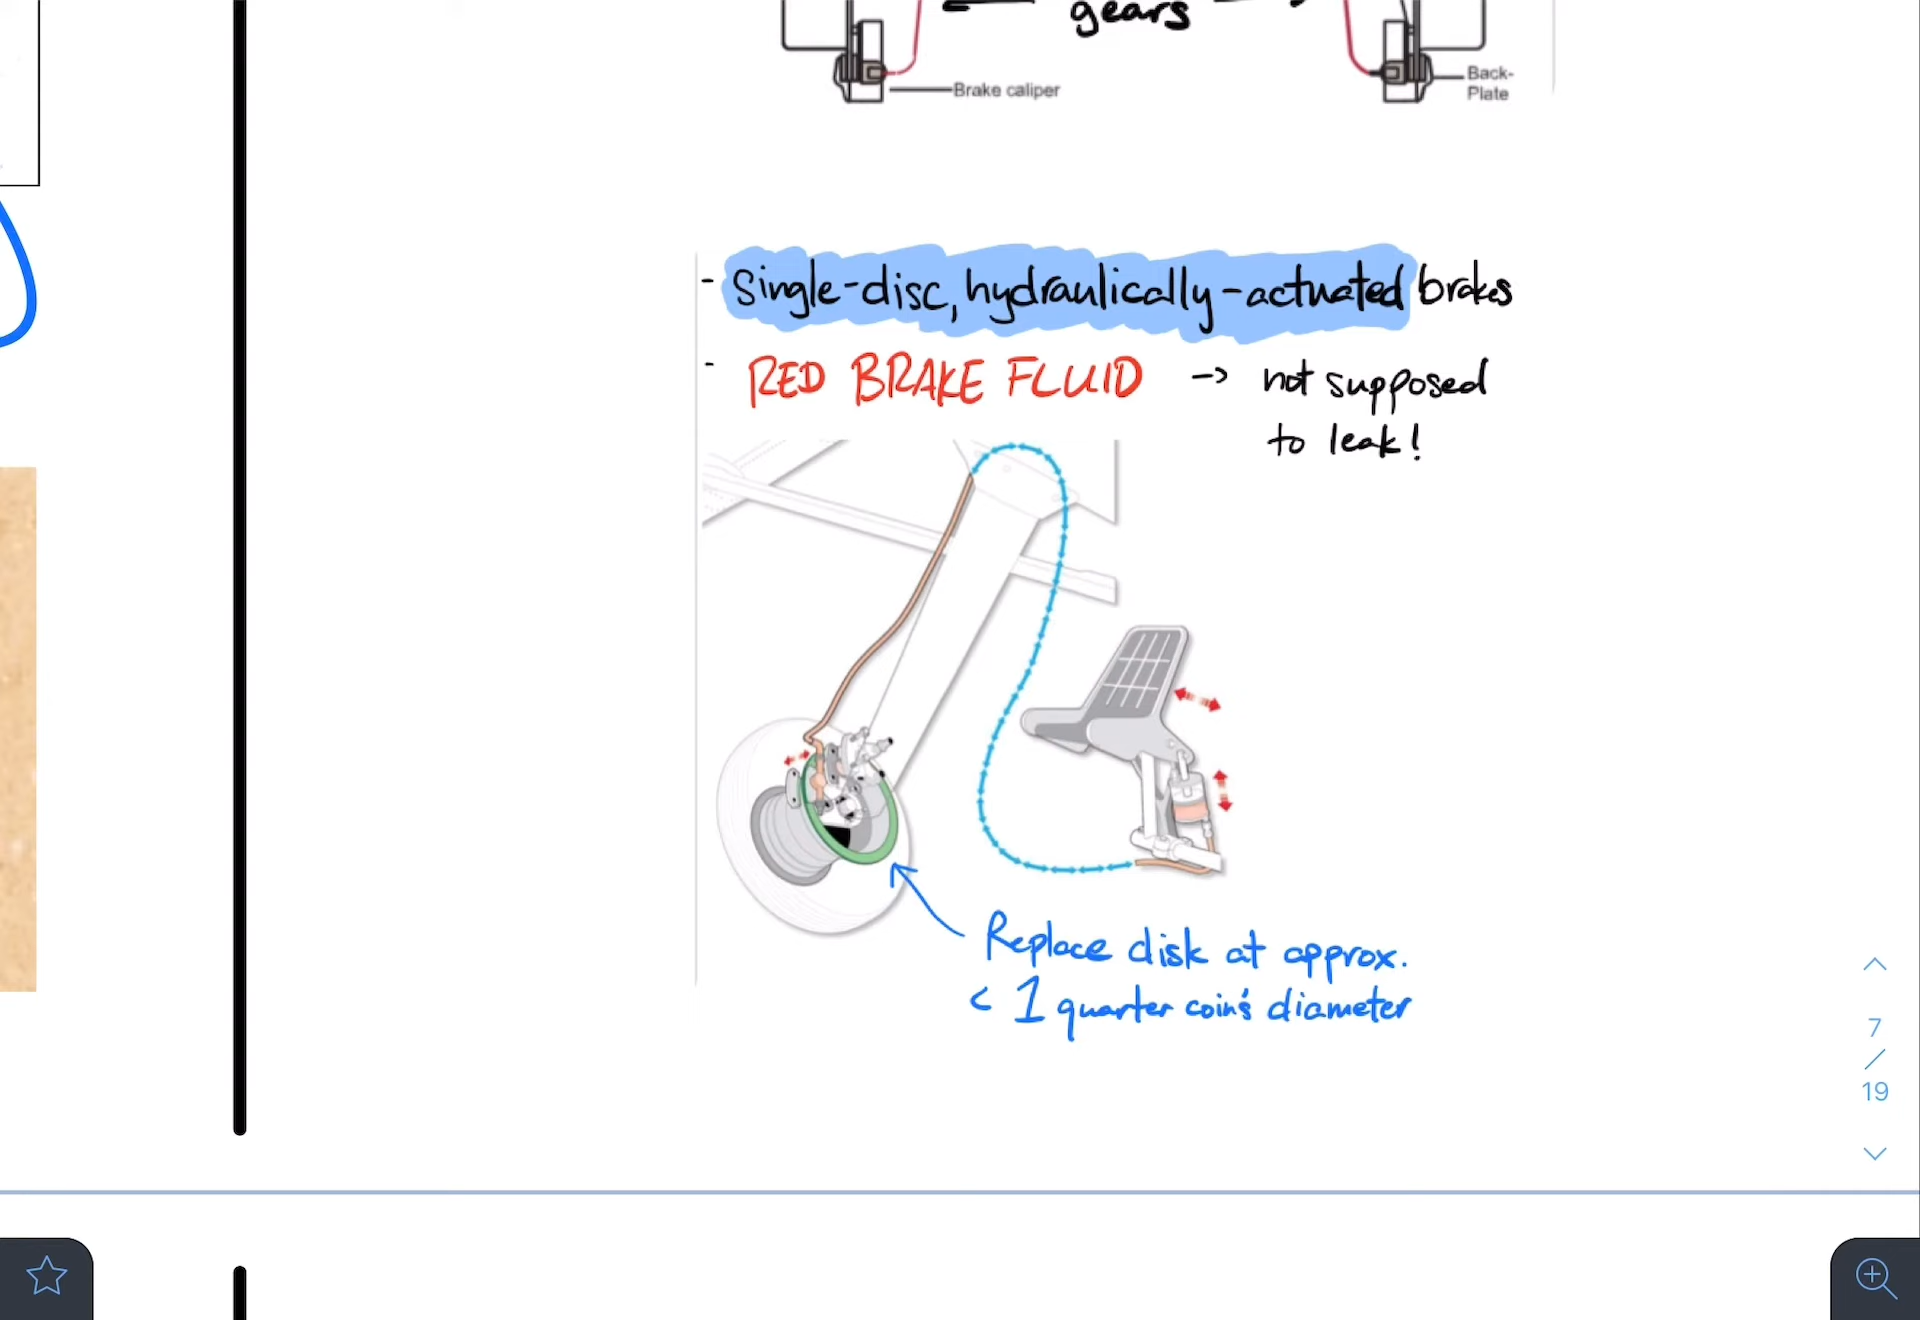 gears
Brake caliper
Back-
Plate
- Single-disc, hydraulically-actuated brakes
- RED BRAKE FLUID -> not supposed
to leak!
Replace disk at approx.
< 1 quarter coin's diameter
7
/
19